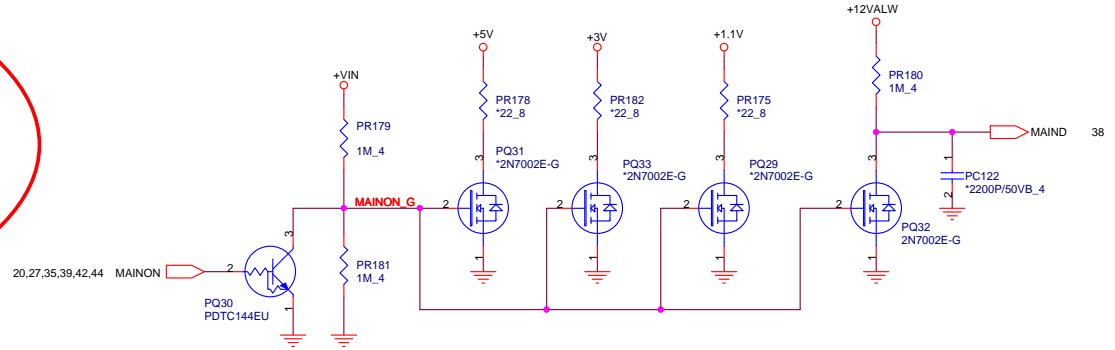 +12VALW
+5V
+3V
+1.1V
+VIN
PR180
1M_4
PR178
*22_8
PR182
*22_8
PR175
*22_8
PR179
1M_4
MAIND 38
3
PQ31
*2N7002E-G
3
PQ33
*2N7002E-G
3
PQ29
*2N7002E-G
3
1
PC122
*2200P/50VB_4
2
MAINON_G
2
2
2
2
PQ32
2N7002E-G
3
1
1
1
1
20,27,35,39,42,44 MAINON
2
PR181
1M_4
PQ30
PDTC144EU
1